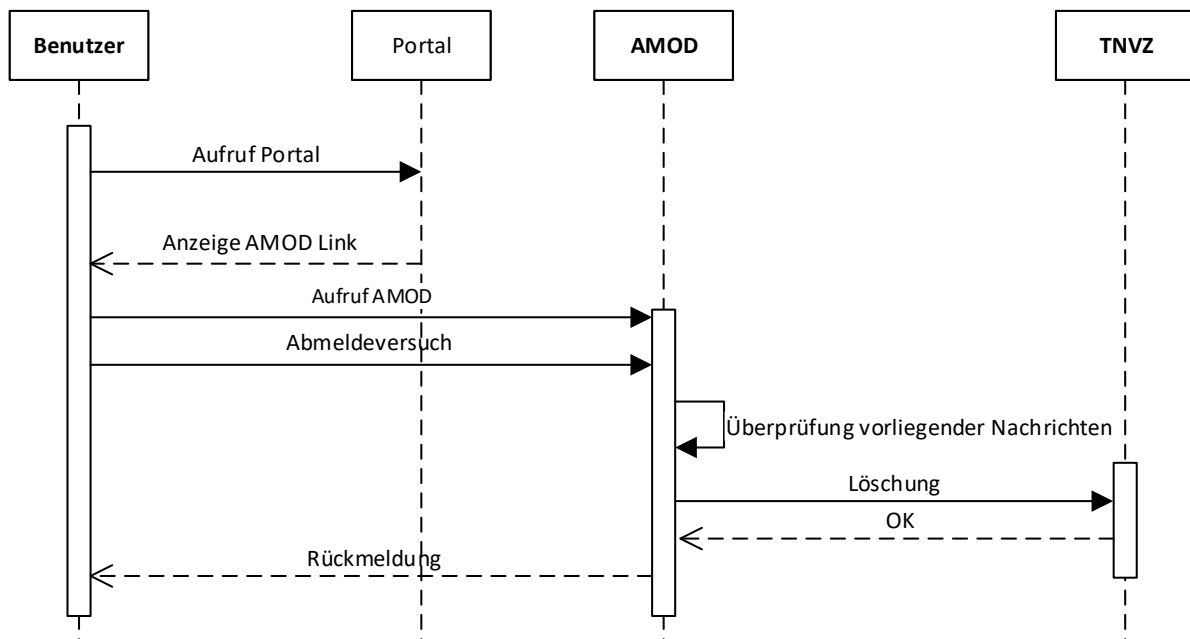 Benutzer
Portal
AMOD
TNVZ
Aufruf Portal
Anzeige AMOD Link
Aufruf AMOD
Abmeldeversuch
Überprüfung vorliegender Nachrichten
Löschung
OK
Rückmeldung